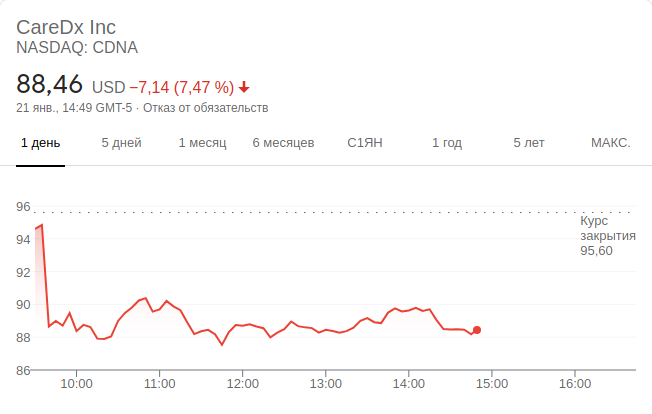 CareDx Inc
NASDAQ: CDNA
88,46 USD −7,14 (7,47 %)
21 янв., 14:49 GMT-5 · Отказ от обязательств
1 день 5 дней 1 месяц 6 месяцев С1ЯН 1 год 5 лет МАКС.
96
Курс
закрытия
95,60
94
92
90
88
86
10:00 11:00 12:00 13:00 14:00 15:00 16:00